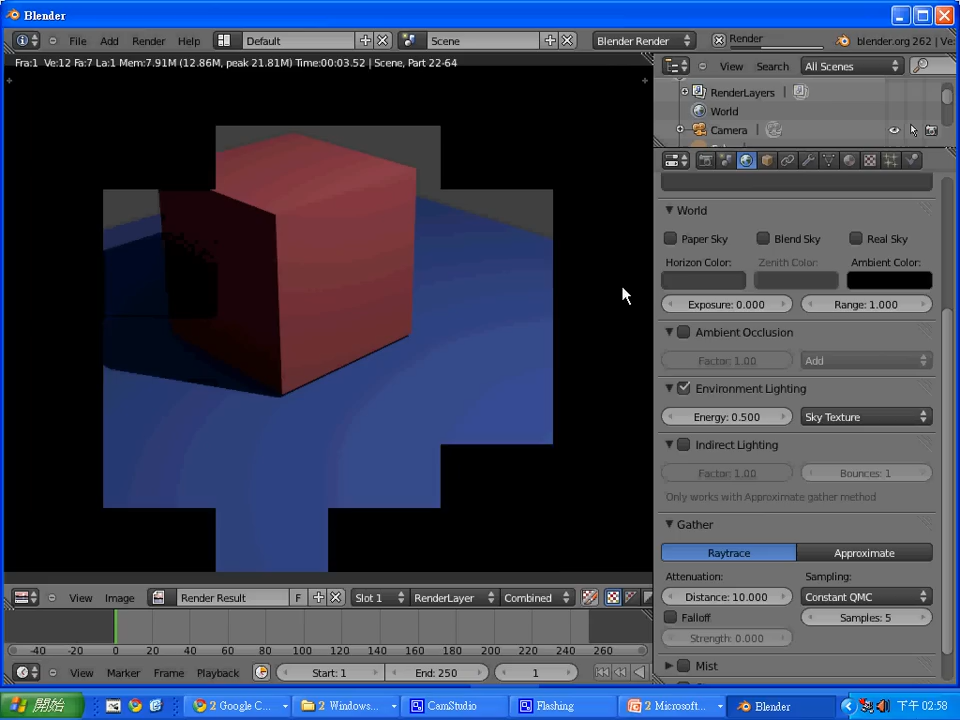 Blender
File Add Render Help Default Scene Blender Render Render blender.org 262 | Ve:
Fra:1 Ve:12 Fa:7 La:1 Mem:7.91M (12.86M, peak 21.81M) Time:00:03.52 | Scene, Part 22-64
View Search All Scenes
RenderLayers |
World
Camera |
World
Paper Sky Blend Sky Real Sky
Horizon Color: Zenith Color: Ambient Color:
Exposure: 0.000 Range: 1.000
Ambient Occlusion
Factor: 1.00 Add
Environment Lighting
Energy: 0.500 Sky Texture
Indirect Lighting
Factor: 1.00 Bounces: 1
Only works with Approximate gather method
Gather
Raytrace Approximate
Attenuation: Sampling:
Distance: 10.000 Constant QMC
Falloff Samples: 5
Strength: 0.000
Mist
View Image Render Result F Slot 1 RenderLayer Combined
-40 -20 0 20 40 60 80 100 120 140 160 180 200 220 240 260
View Marker Frame Playback Start: 1 End: 250 1
開始 2 Google C... 2 Windows... CamStudio Flashing 2 Microsoft... Blender 下午 02:58